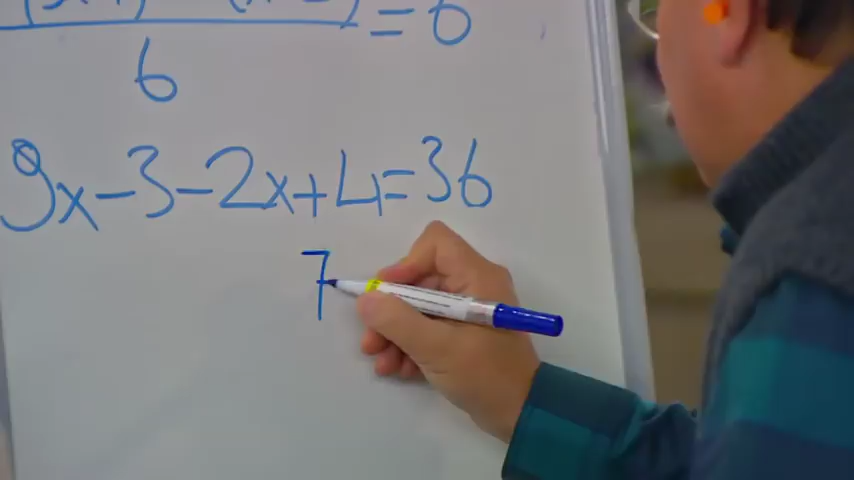 = 6
6
9x-3-2x+4=36
7